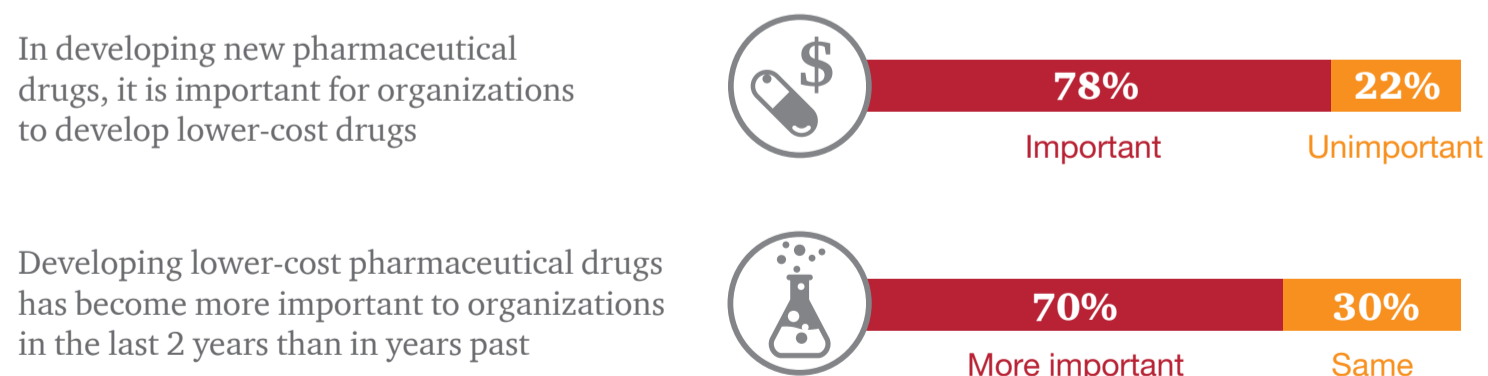 In developing new pharmaceutical
drugs, it is important for organizations
to develop lower-cost drugs
$
78%
22%
Important
Unimportant
Developing lower-cost pharmaceutical drugs
has become more important to organizations
in the last 2 years than in years past
70%
30%
More important
Same